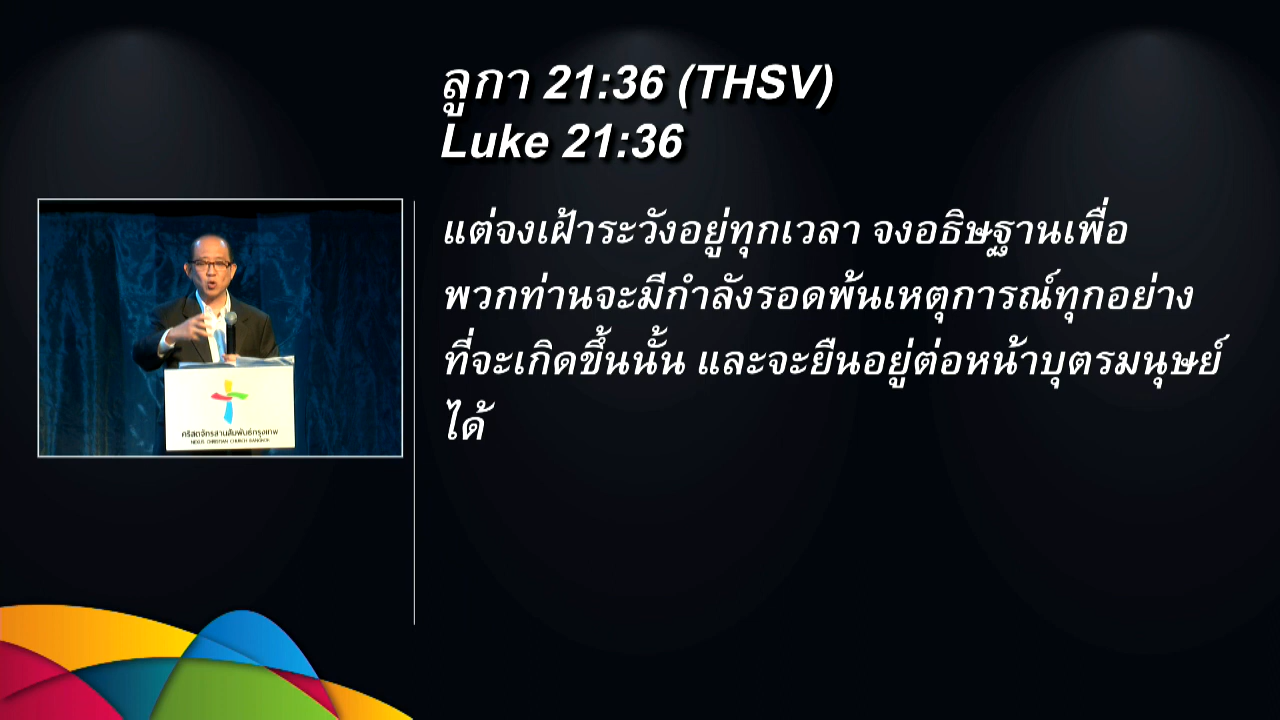 ลูกา 21:36 (THSV)
Luke 21:36
แต่จงเฝ้าระวังอยู่ทุกเวลา จงอธิษฐานเพื่อ
พวกท่านจะมีกำลังรอดพ้นเหตุการณ์ทุกอย่าง
ที่จะเกิดขึ้นนั้น และจะยืนอยู่ต่อหน้าบุตรมนุษย์
ได้
คริสตจักรสานสัมพันธ์กรุงเทพ
NEXUS CHRISTIAN CHURCH BANGKOK